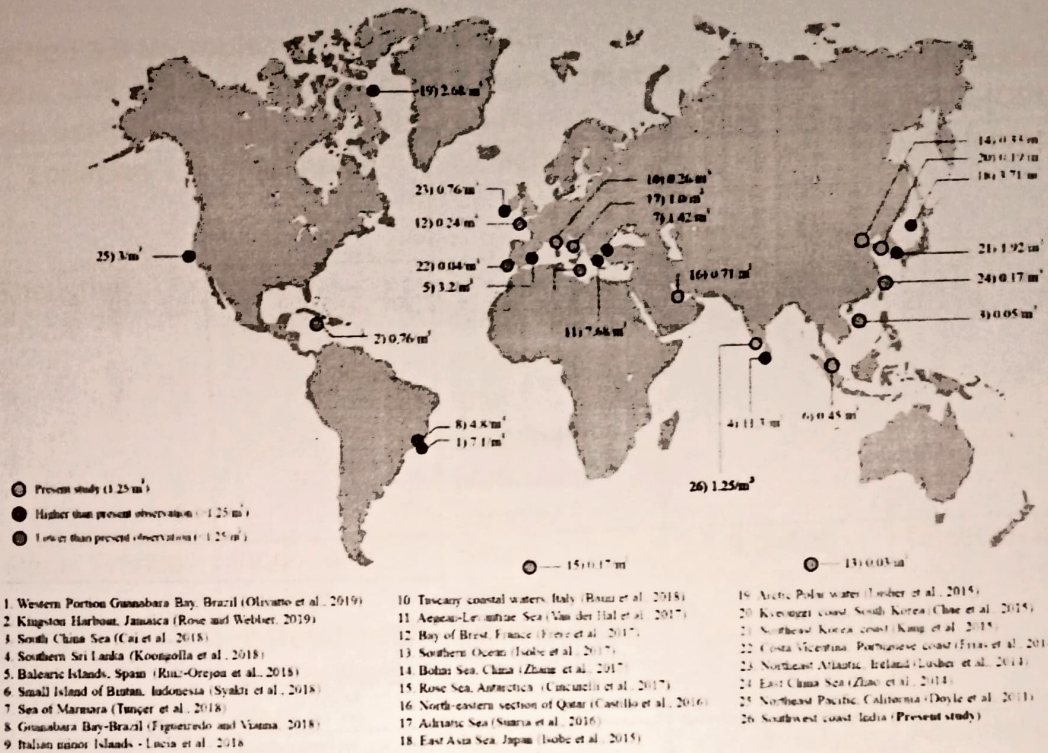 19) 2.68/m³
14) 0.33/m³
20) 0.19/m³
18) 3.71/m³
10) 0.26/m³
17) 1.0/m³
7) 1.42/m³
23) 0.76/m³
12) 0.24/m³
25) 3/m³
22) 0.04/m³
5) 3.2/m³
16) 0.71/m³
21) 1.92/m³
24) 0.17/m³
3) 0.05/m³
11) 7.68/m³
2) 0.76/m³
4) 11.3/m³
6) 0.45/m³
8) 4.8/m³
1) 7.1/m³
26) 1.25/m³
Present study (1.25/m³)
Higher than present observation 1.25/m³)
Lower than present observation 1.25/m³)
15) 0.17/m³
13) 0.03/m³
1. Western Portion Guanabara Bay, Brazil (Olivatto et al., 2019)
2. Kingston Harbour, Jamaica (Rose and Webber, 2019)
3. South China Sea (Cai et al., 2018)
4. Southern Sri Lanka (Koongolla et al., 2018)
5. Balearic Islands, Spain (Ruiz-Orejon et al., 2018)
6. Small Island of Bintan, Indonesia (Syakti et al., 2018)
7. Sea of Marmara (Tunçer et al., 2018)
8. Guanabara Bay-Brazil (Figueiredo and Vianna, 2018)
9. Italian minor Islands - Lucia et al., 2018
10. Tuscany coastal waters, Italy (Baini et al., 2018)
11. Aegean-Levantine Sea (Van der Hal et al., 2017)
12. Bay of Brest, France (Frere et al., 2017)
13. Southern Ocean (Isobe et al., 2017)
14. Bohai Sea, China (Zhang et al., 2017)
15. Rose Sea, Antarctica (Cincinelli et al., 2017)
16. North-eastern section of Qatar (Castillo et al., 2016)
17. Adriatic Sea (Suaria et al., 2016)
18. East Asia Sea, Japan (Isobe et al., 2015)
19. Arctic Polar water (Lusher et al., 2015)
20. Kyeonggi coast, South Korea (Chae et al., 2015)
21. Southeast Korea coast (Kang et al., 2015)
22. Costa Vicentina, Portuguese coast (Frias et al., 201
23. Northeast Atlantic, Ireland (Lusher et al., 2014)
24. East China Sea (Zhao et al., 2014)
25. Northeast Pacific, California (Doyle et al., 2011)
26. Southwest coast India (Present study)